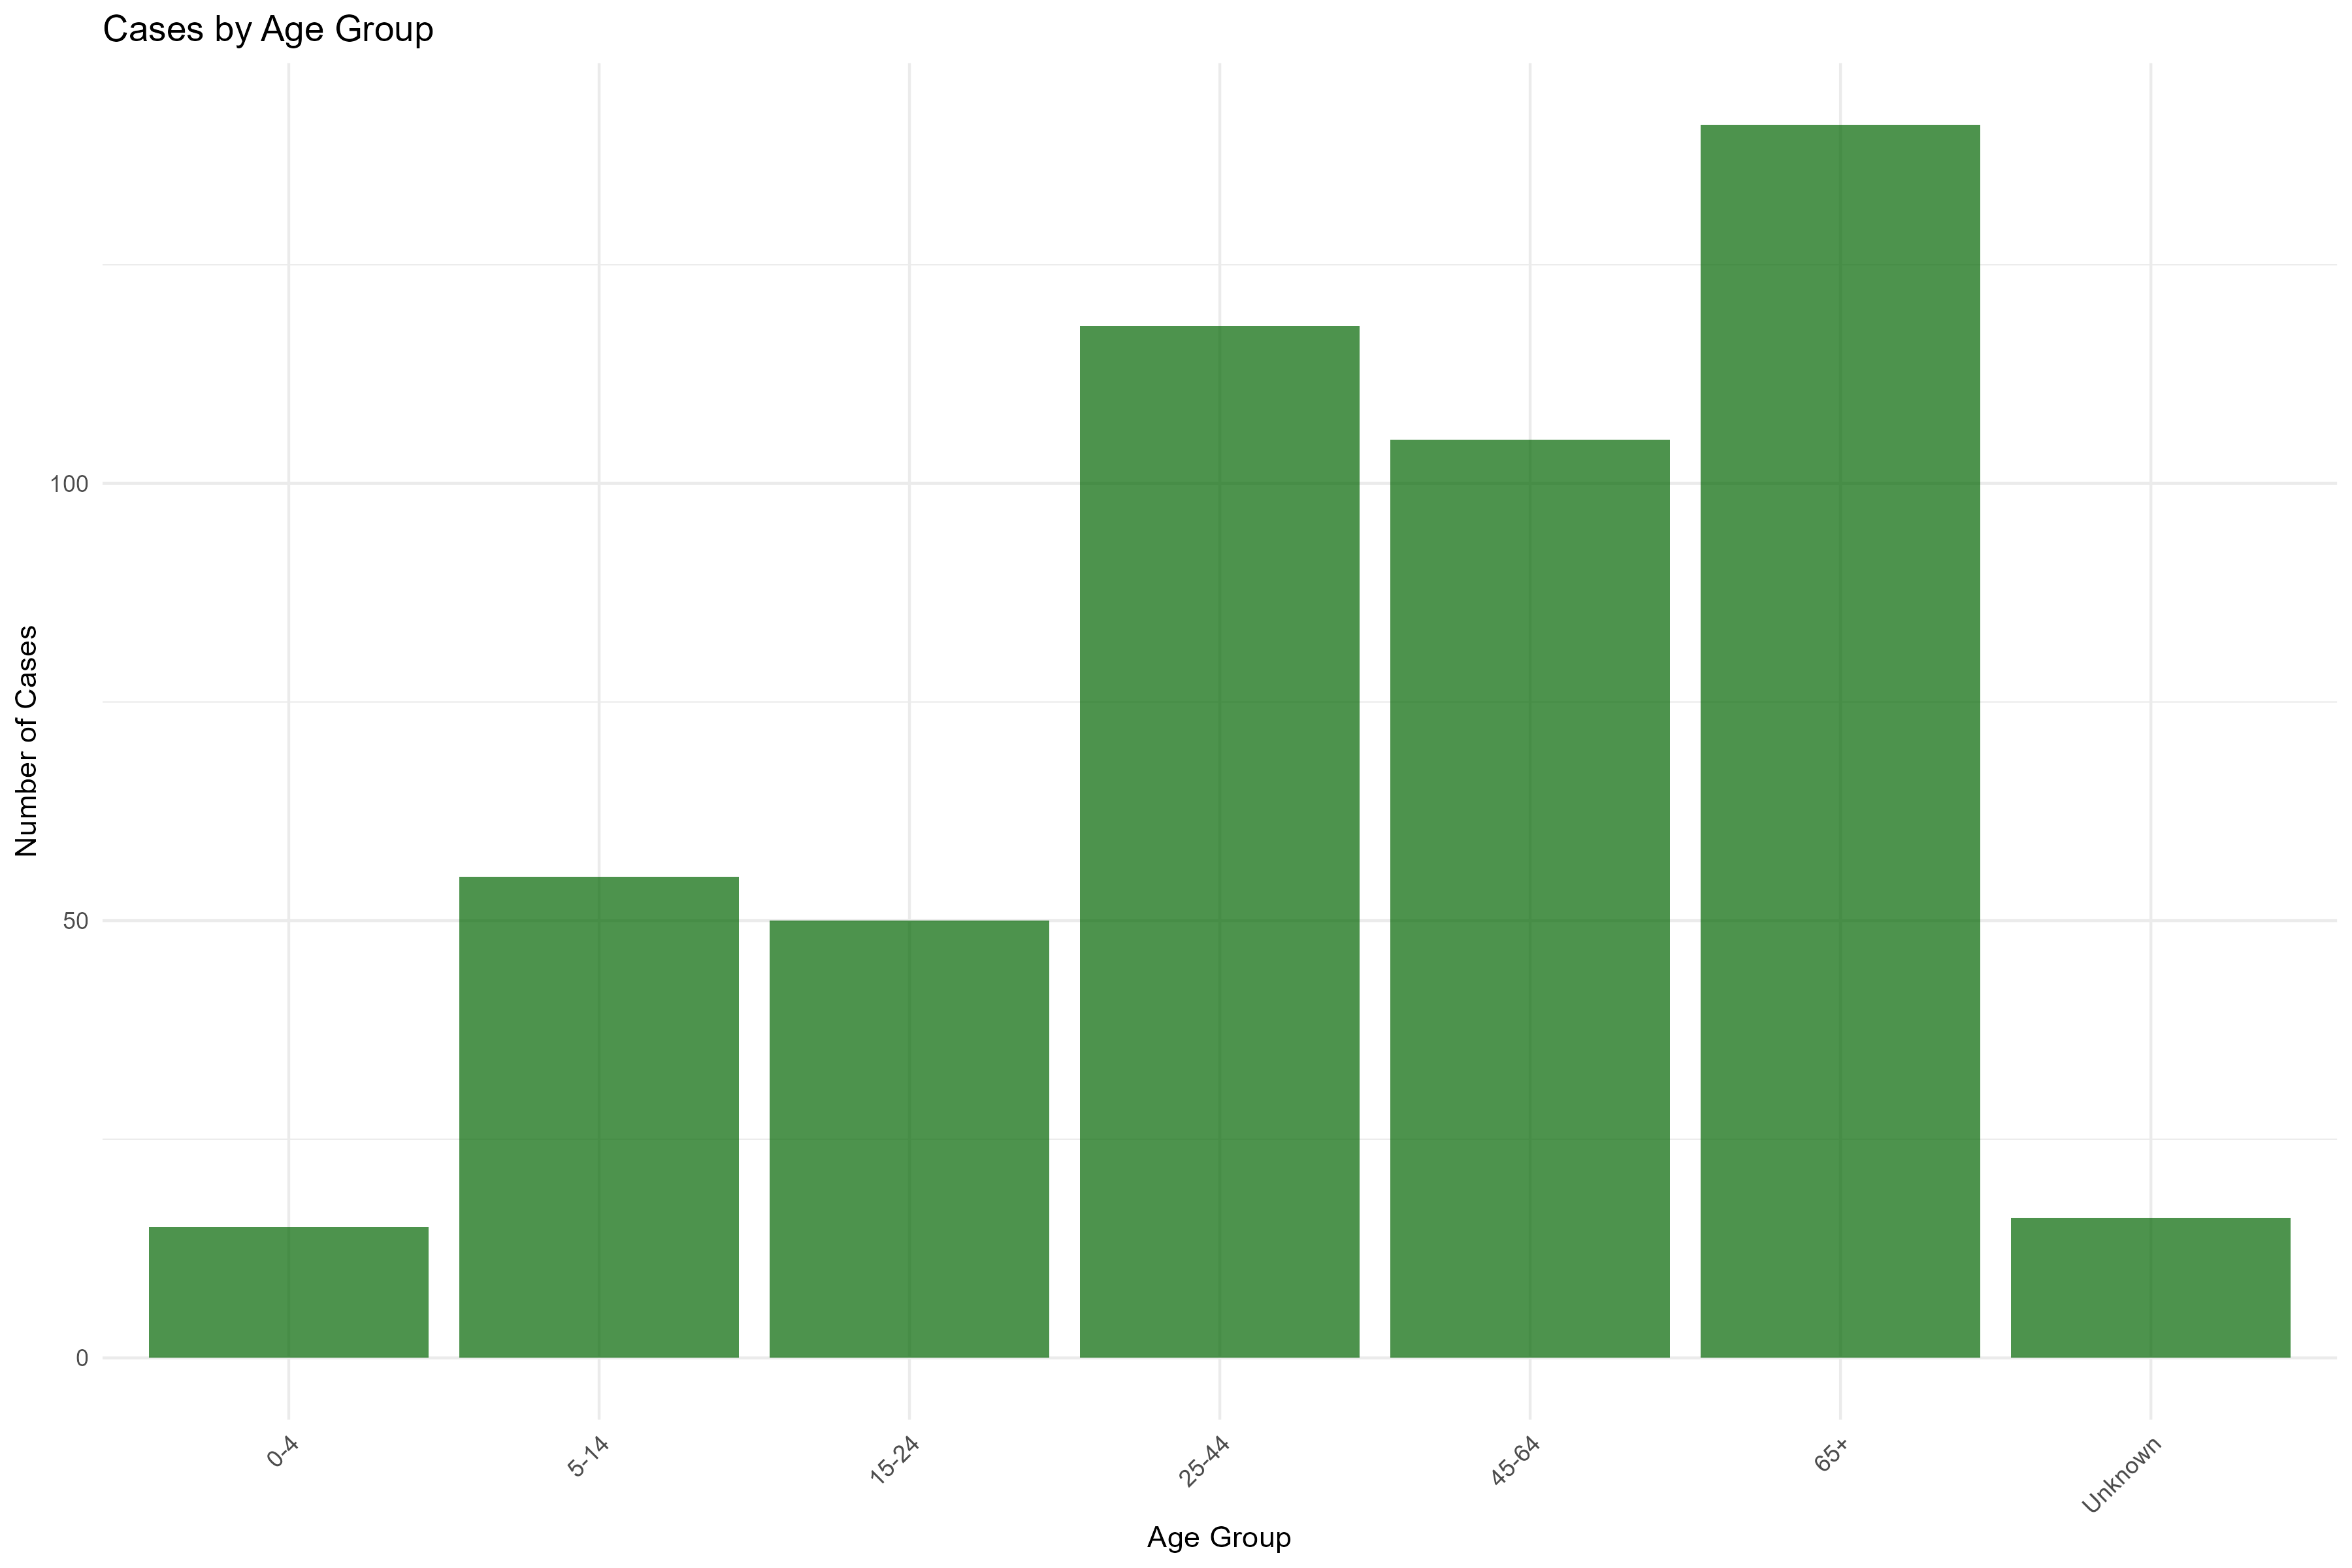 Cases by Age Group
Number of Cases
100
50
0
0-4
5-14
15-24
25-44
45-64
65+
Unknown
Age Group